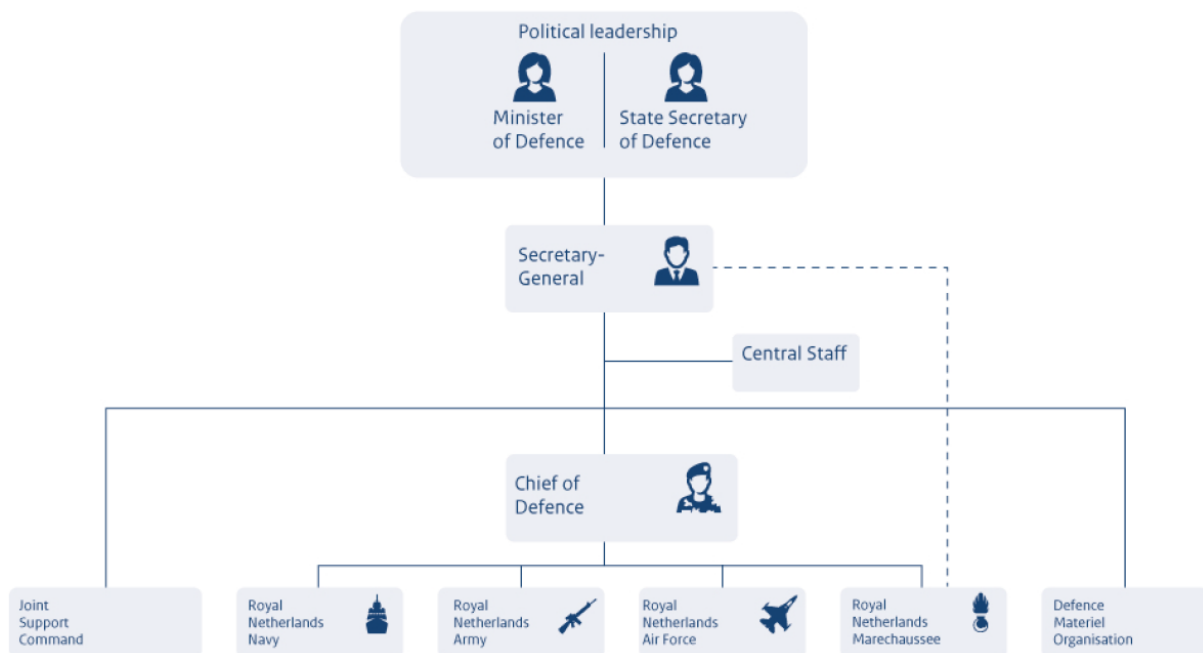 Political leadership
Minister
of Defence
State Secretary
of Defence
Secretary-
General
Central Staff
Chief of
Defence
Joint
Support
Command
Royal
Netherlands
Navy
Royal
Netherlands
Army
Royal
Netherlands
Air Force
Royal
Netherlands
Marechaussee
Defence
Materiel
Organisation